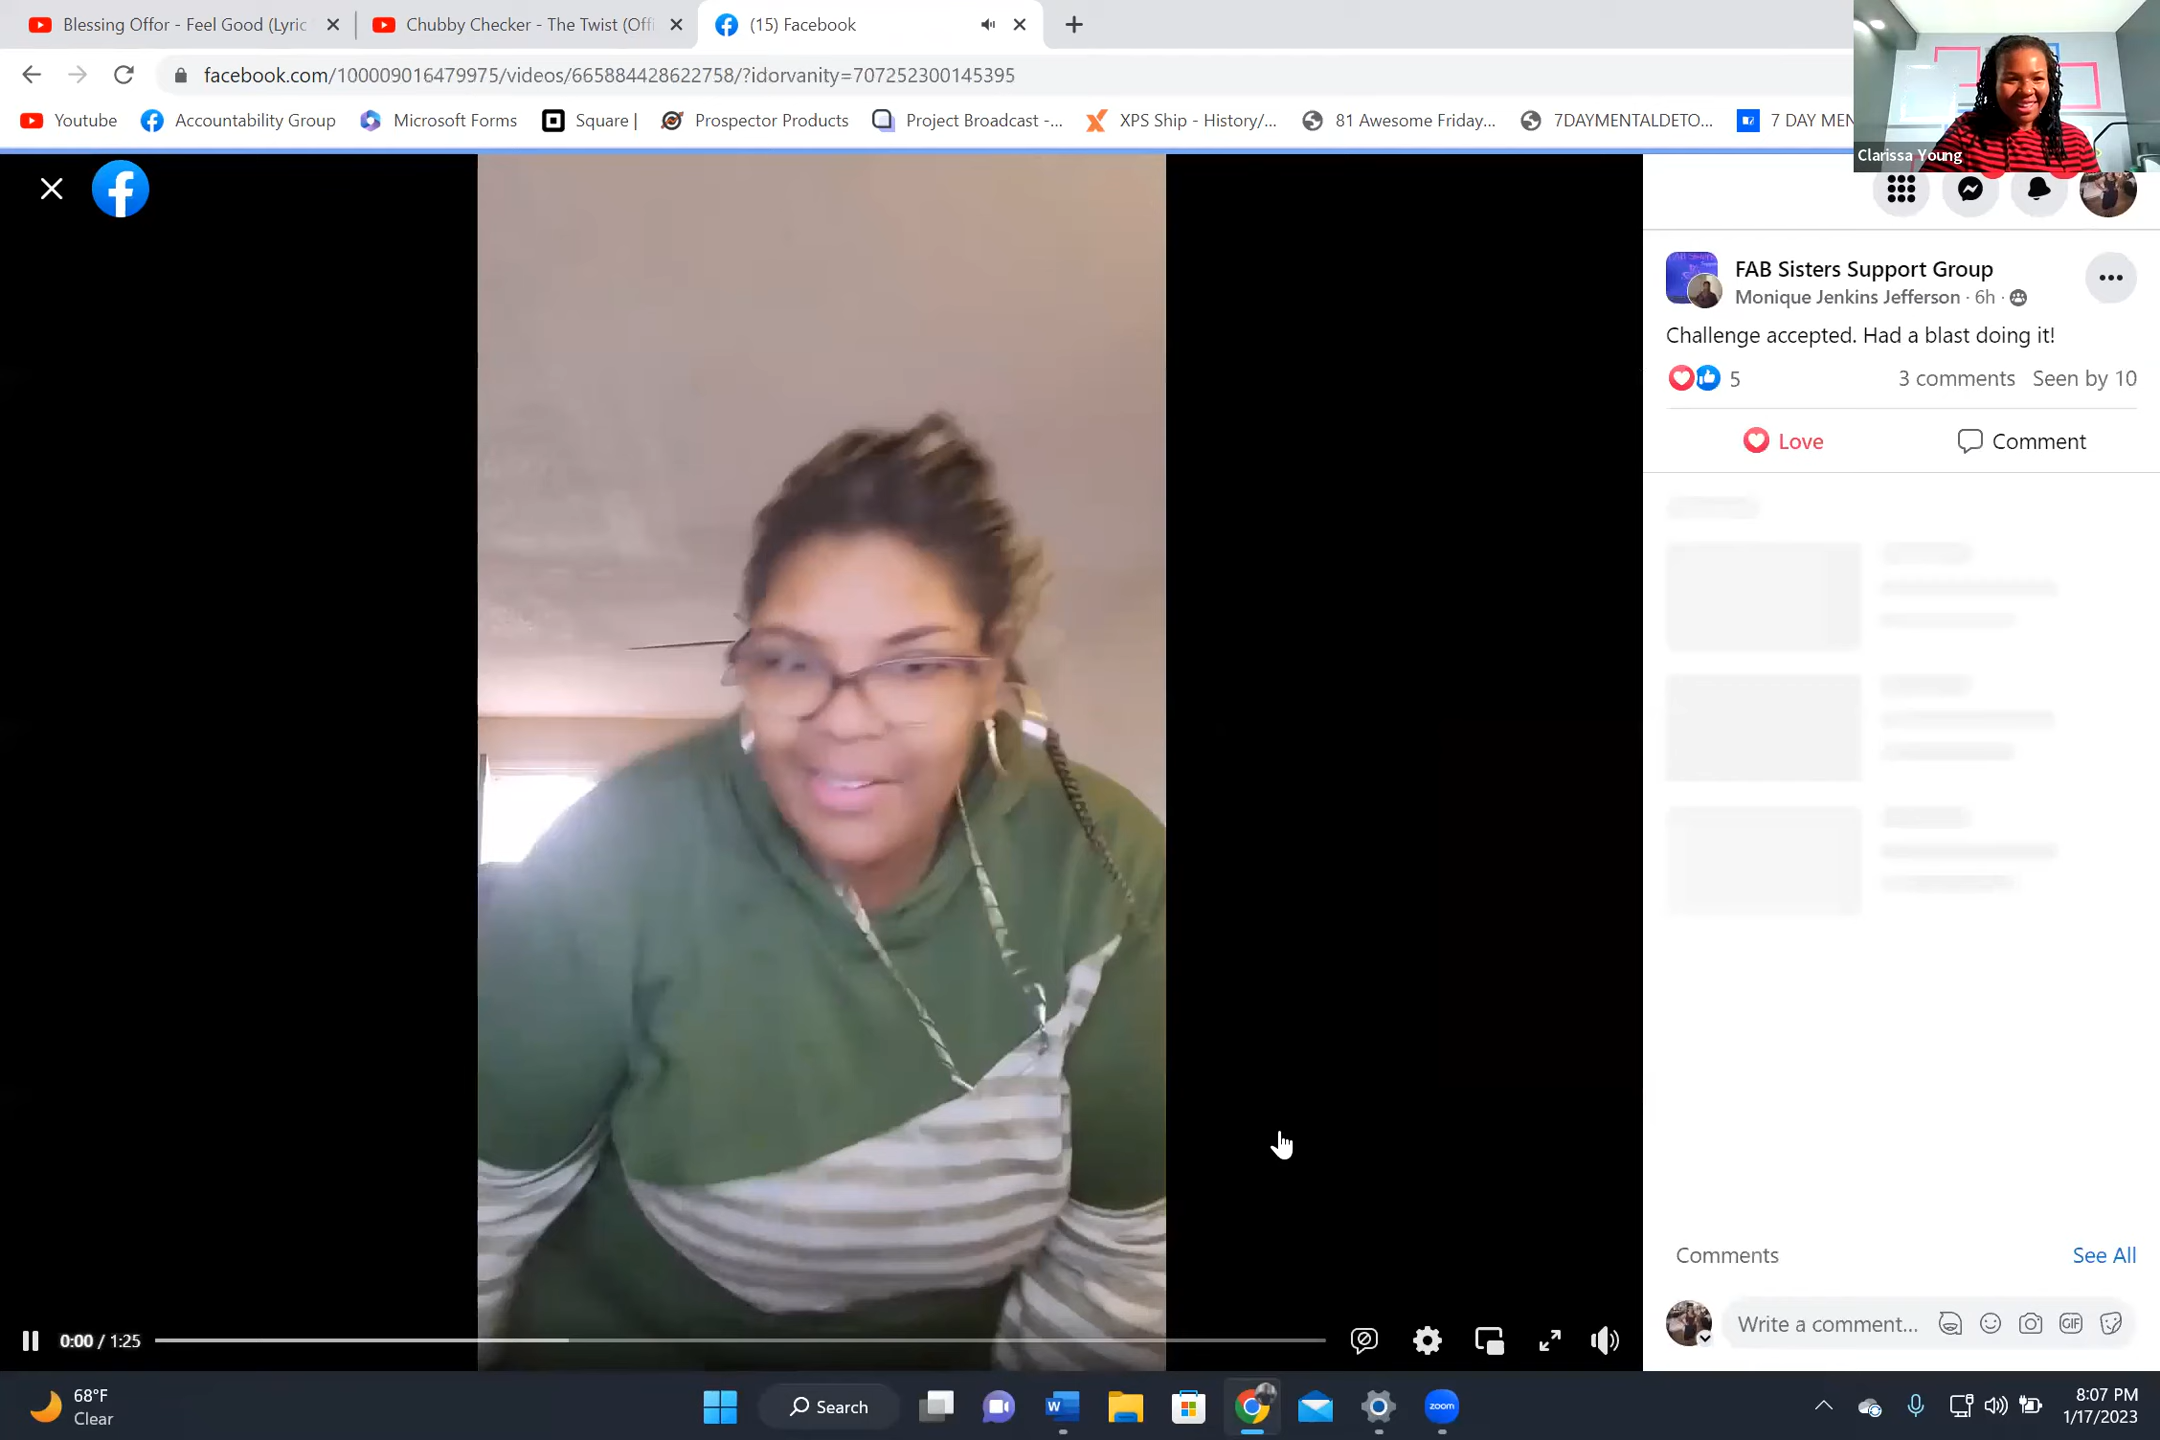 Blessing Offor - Feel Good (Lyric
Chubby Checker - The Twist (Offi
(15) Facebook
facebook.com/100009016479975/videos/665884428622758/?idorvanity=707252300145395
Youtube
Accountability Group
Microsoft Forms
Square |
Prospector Products
Project Broadcast -...
XPS Ship - History/...
81 Awesome Friday...
7DAYMENTALDETO...
7 DAY MEN
Clarissa Young
FAB Sisters Support Group
Monique Jenkins Jefferson · 6h ·
Challenge accepted. Had a blast doing it!
5
3 comments Seen by 10
Love
Comment
Comments
See All
Write a comment...
GIF
0:00 / 1:25
68°F
Clear
Search
W
zoom
8:07 PM
1/17/2023